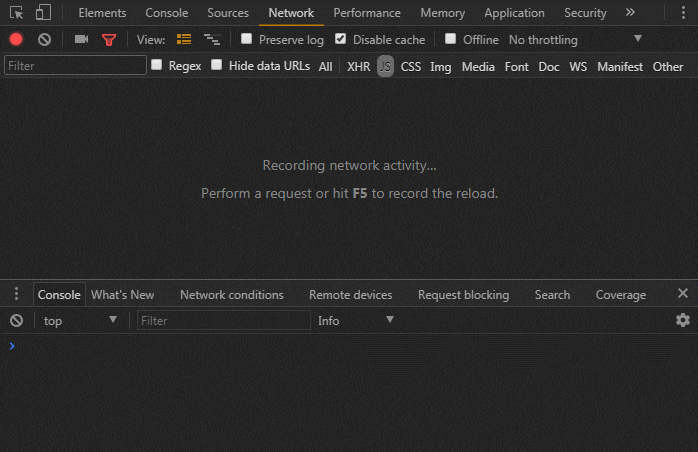 Elements Console Sources Network Performance Memory Application Security »
View: Preserve log Disable cache Offline No throttling
Filter Regex Hide data URLs All XHR JS CSS Img Media Font Doc WS Manifest Other
Recording network activity...
Perform a request or hit F5 to record the reload.
Console What's New Network conditions Remote devices Request blocking Search Coverage
top Filter Info